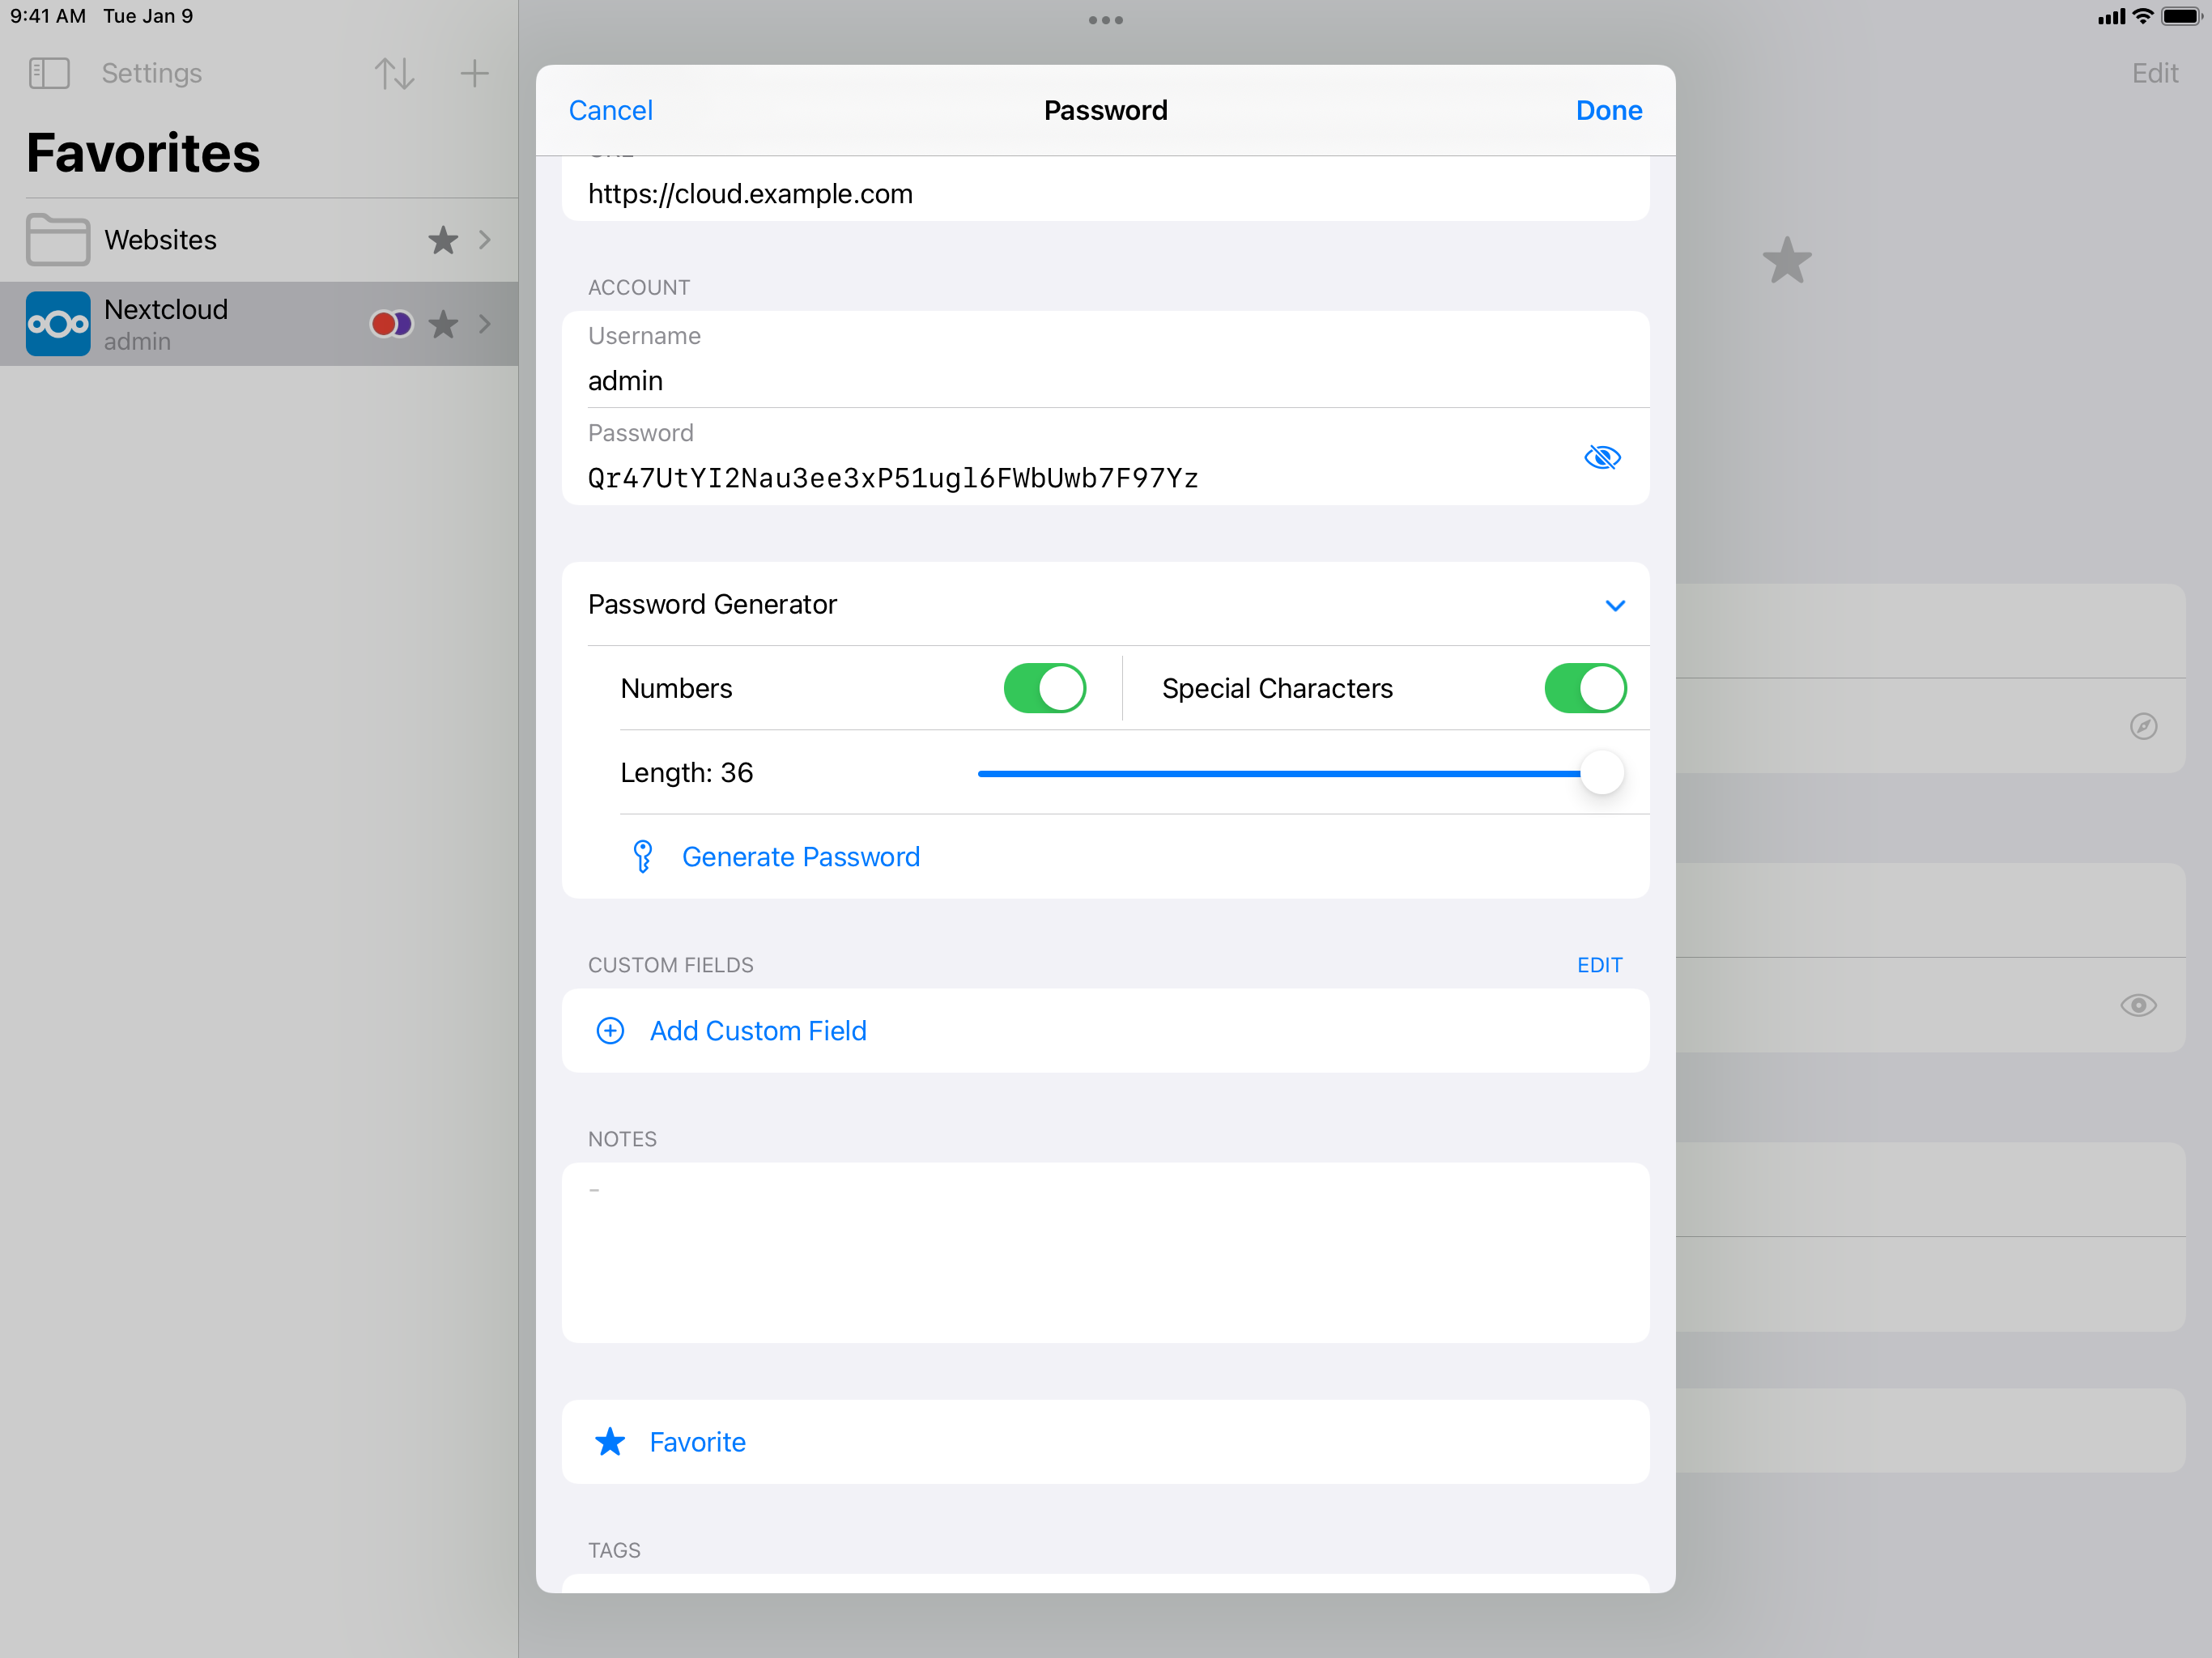 9:41 AM Tue Jan 9
Settings
Edit
Favorites
Websites
Nextcloud
admin
Cancel
Password
Done
https://cloud.example.com
ACCOUNT
Username
admin
Password
Qr47UtYI2Nau3ee3xP51ugl6FWbUwb7F97Yz
Password Generator
Numbers
Special Characters
Length: 36
Generate Password
CUSTOM FIELDS
EDIT
Add Custom Field
NOTES
-
Favorite
TAGS